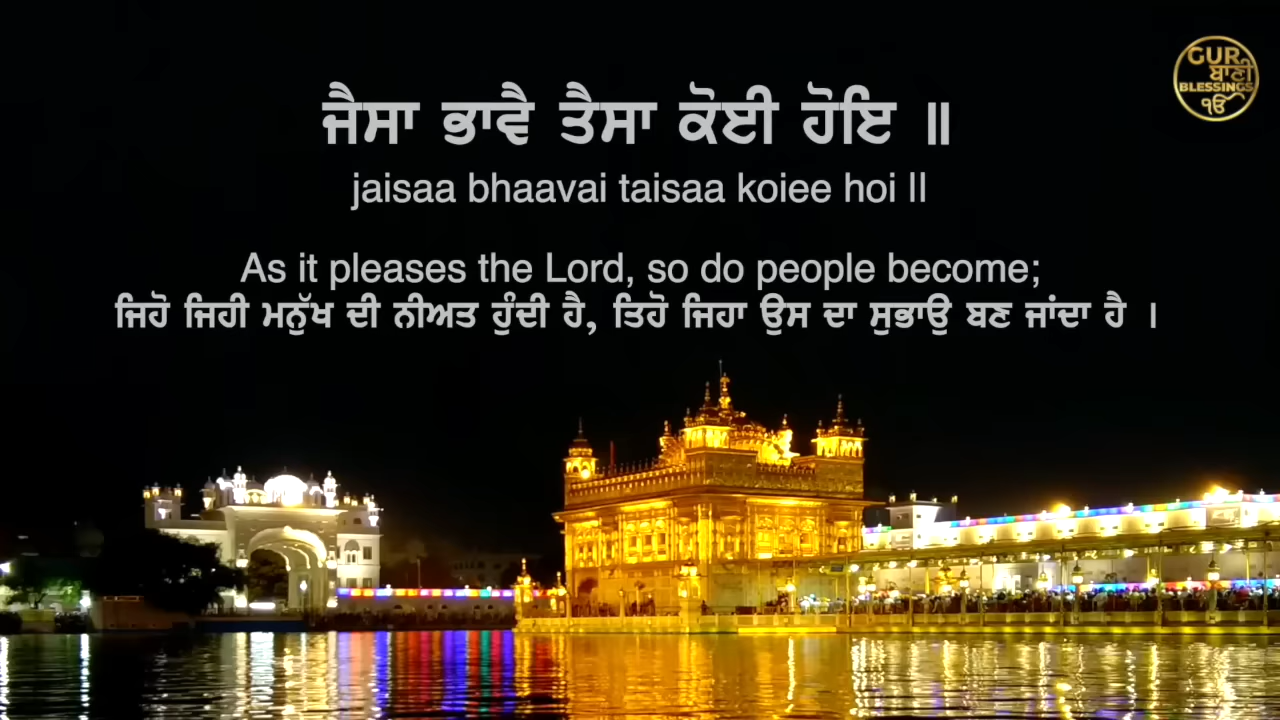 GUR
ਬਾਣੀ
BLESSINGS
ੴ
ਜੈਸਾ ਭਾਵੈ ਤੈਸਾ ਕੋਈ ਹੋਇ ॥
jaisaa bhaavai taisaa koiee hoi ll
As it pleases the Lord, so do people become;
ਜਿਹੋ ਜਿਹੀ ਮਨੁੱਖ ਦੀ ਨੀਅਤ ਹੁੰਦੀ ਹੈ, ਤਿਹੋ ਜਿਹਾ ਉਸ ਦਾ ਸੁਭਾਉ ਬਣ ਜਾਂਦਾ ਹੈ ।